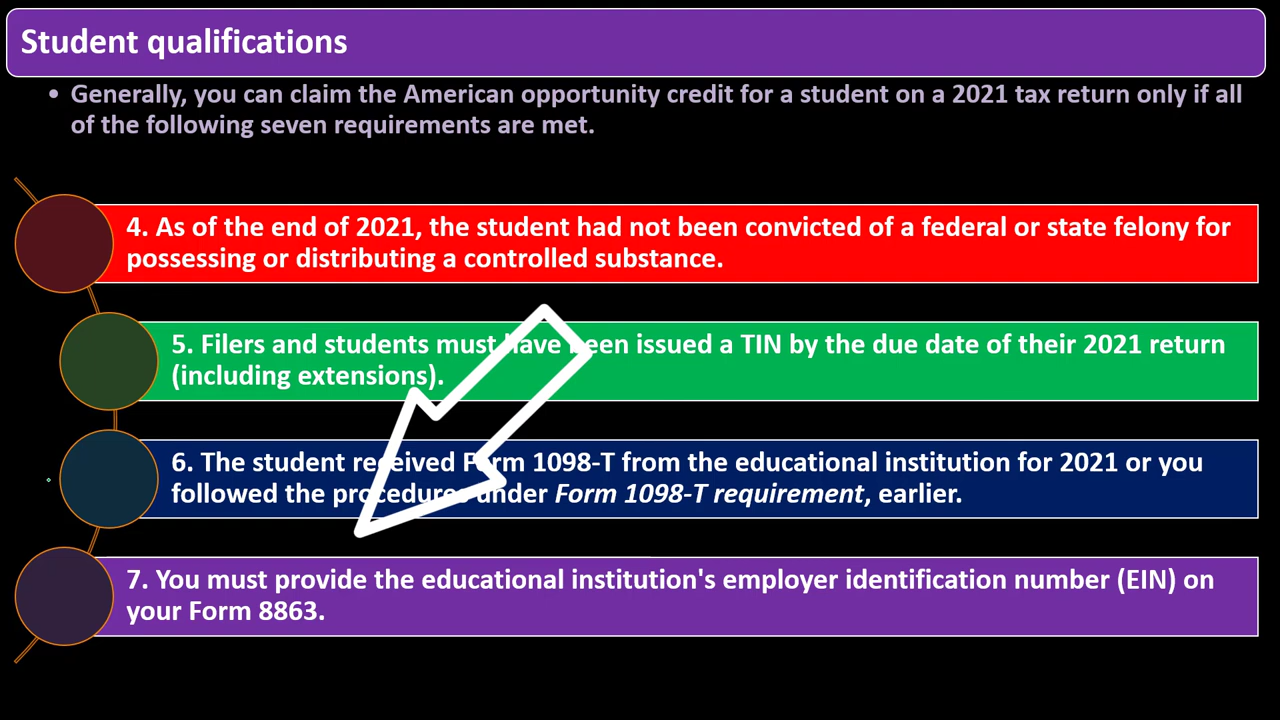 Student qualifications
• Generally, you can claim the American opportunity credit for a student on a 2021 tax return only if all
of the following seven requirements are met.
4. As of the end of 2021, the student had not been convicted of a federal or state felony for
possessing or distributing a controlled substance.
5. Filers and students must have been issued a TIN by the due date of their 2021 return
(including extensions).
6. The student received Form 1098-T from the educational institution for 2021 or you
followed the procedures under Form 1098-T requirement, earlier.
7. You must provide the educational institution's employer identification number (EIN) on
your Form 8863.